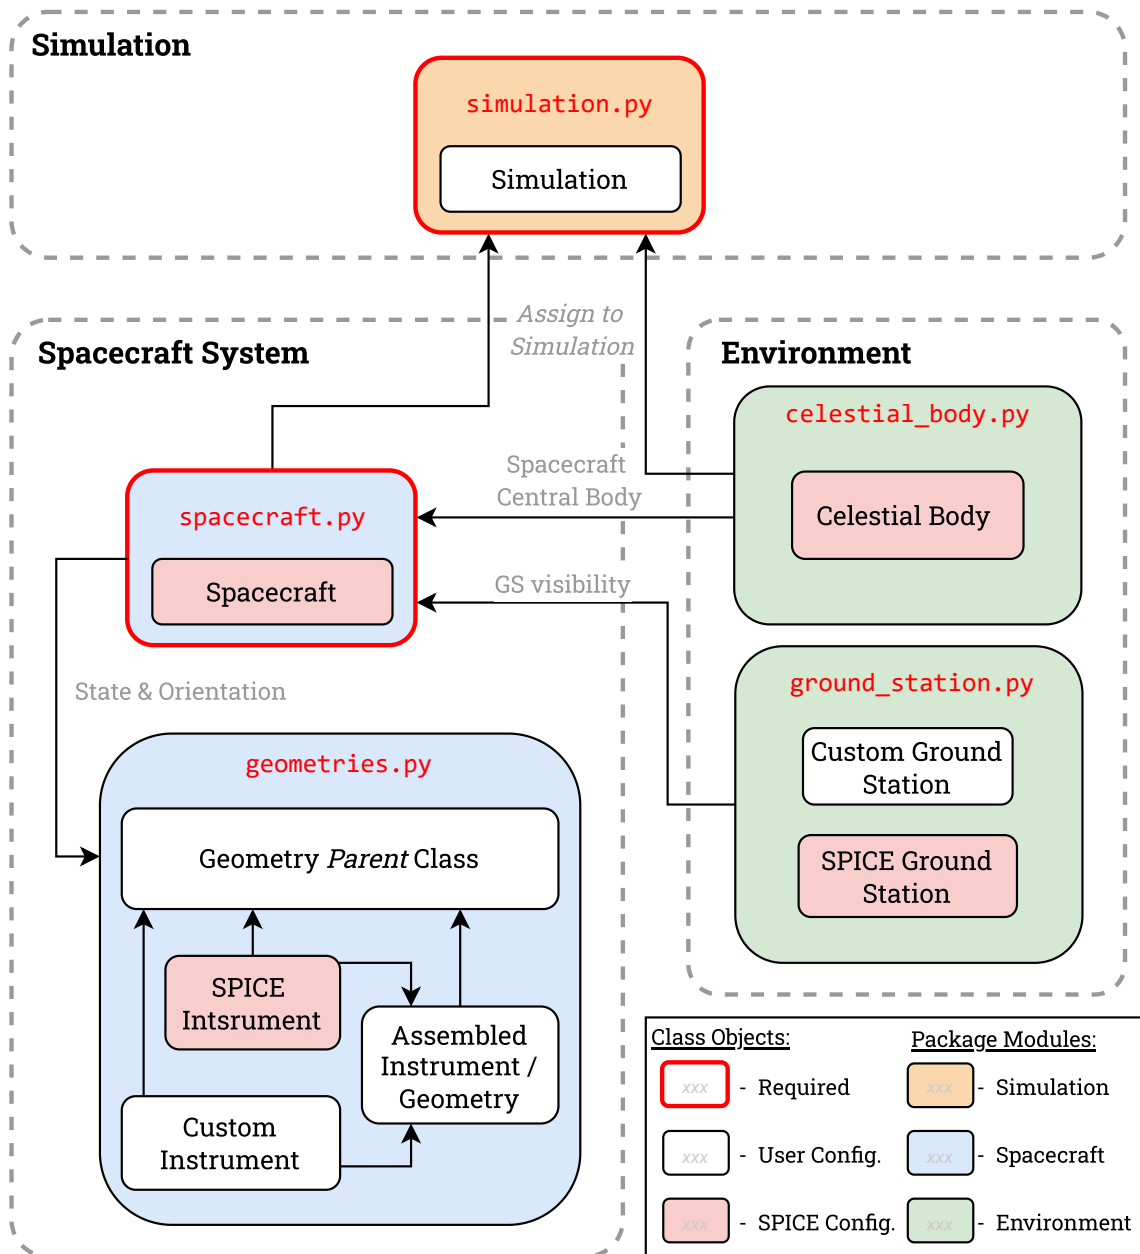 Simulation
simulation.py
Simulation
Assign to
Simulation
Spacecraft System
Environment
celestial_body.py
Celestial Body
Spacecraft
Central Body
spacecraft.py
Spacecraft
GS visibility
State & Orientation
ground_station.py
Custom Ground
Station
SPICE Ground
Station
geometries.py
Geometry Parent Class
SPICE
Intsrument
Assembled
Instrument /
Geometry
Custom
Instrument
Class Objects:
xxx - Required
xxx - User Config.
xxx - SPICE Config.
Package Modules:
xxx - Simulation
xxx - Spacecraft
xxx - Environment